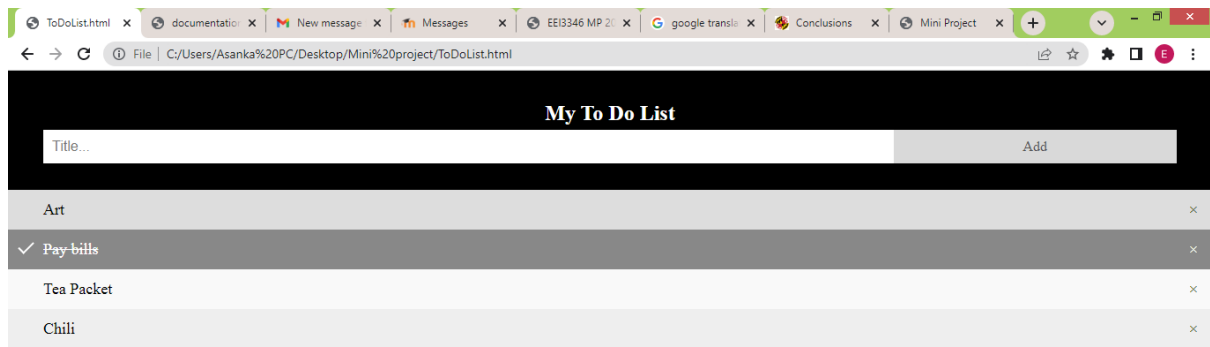 ToDoList.html
documentation
New message
Messages
EEI3346 MP 20
google transla
Conclusions
Mini Project
File | C:/Users/Asanka%20PC/Desktop/Mini%20project/ToDoList.html
E
My To Do List
Title...
Add
Art ×
Pay bills ×
Tea Packet ×
Chili ×